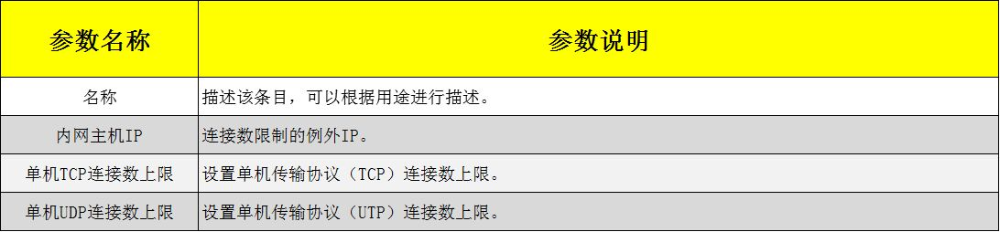 参数名称 参数说明
名称 描述该条目，可以根据用途进行描述。
内网主机IP 连接数限制的例外IP。
单机TCP连接数上限 设置单机传输协议（TCP）连接数上限。
单机UDP连接数上限 设置单机传输协议（UTP）连接数上限。